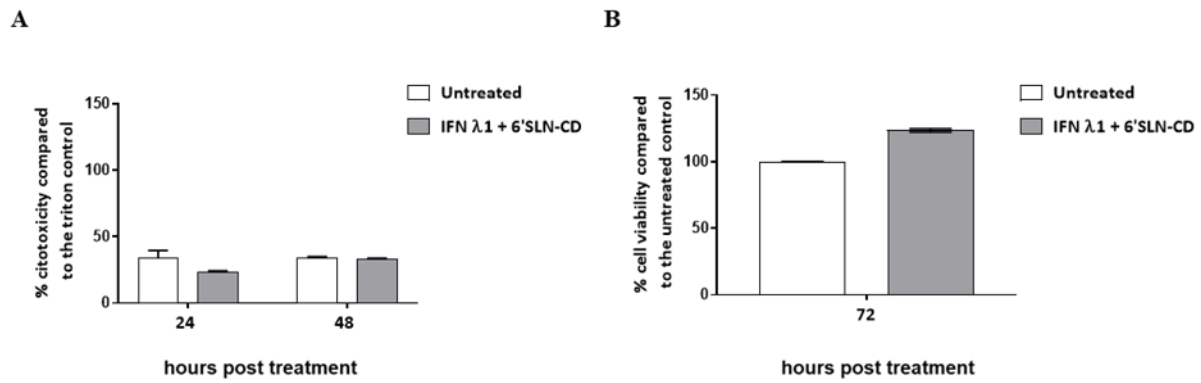 A
Untreated
IFN λ1 + 6'SLN-CD
% citotoxicity compared
to the triton control
150
100
50
0
24
48
hours post treatment
B
Untreated
IFN λ1 + 6'SLN-CD
% cell viability compared
to the untreated control
150
100
50
0
72
hours post treatment